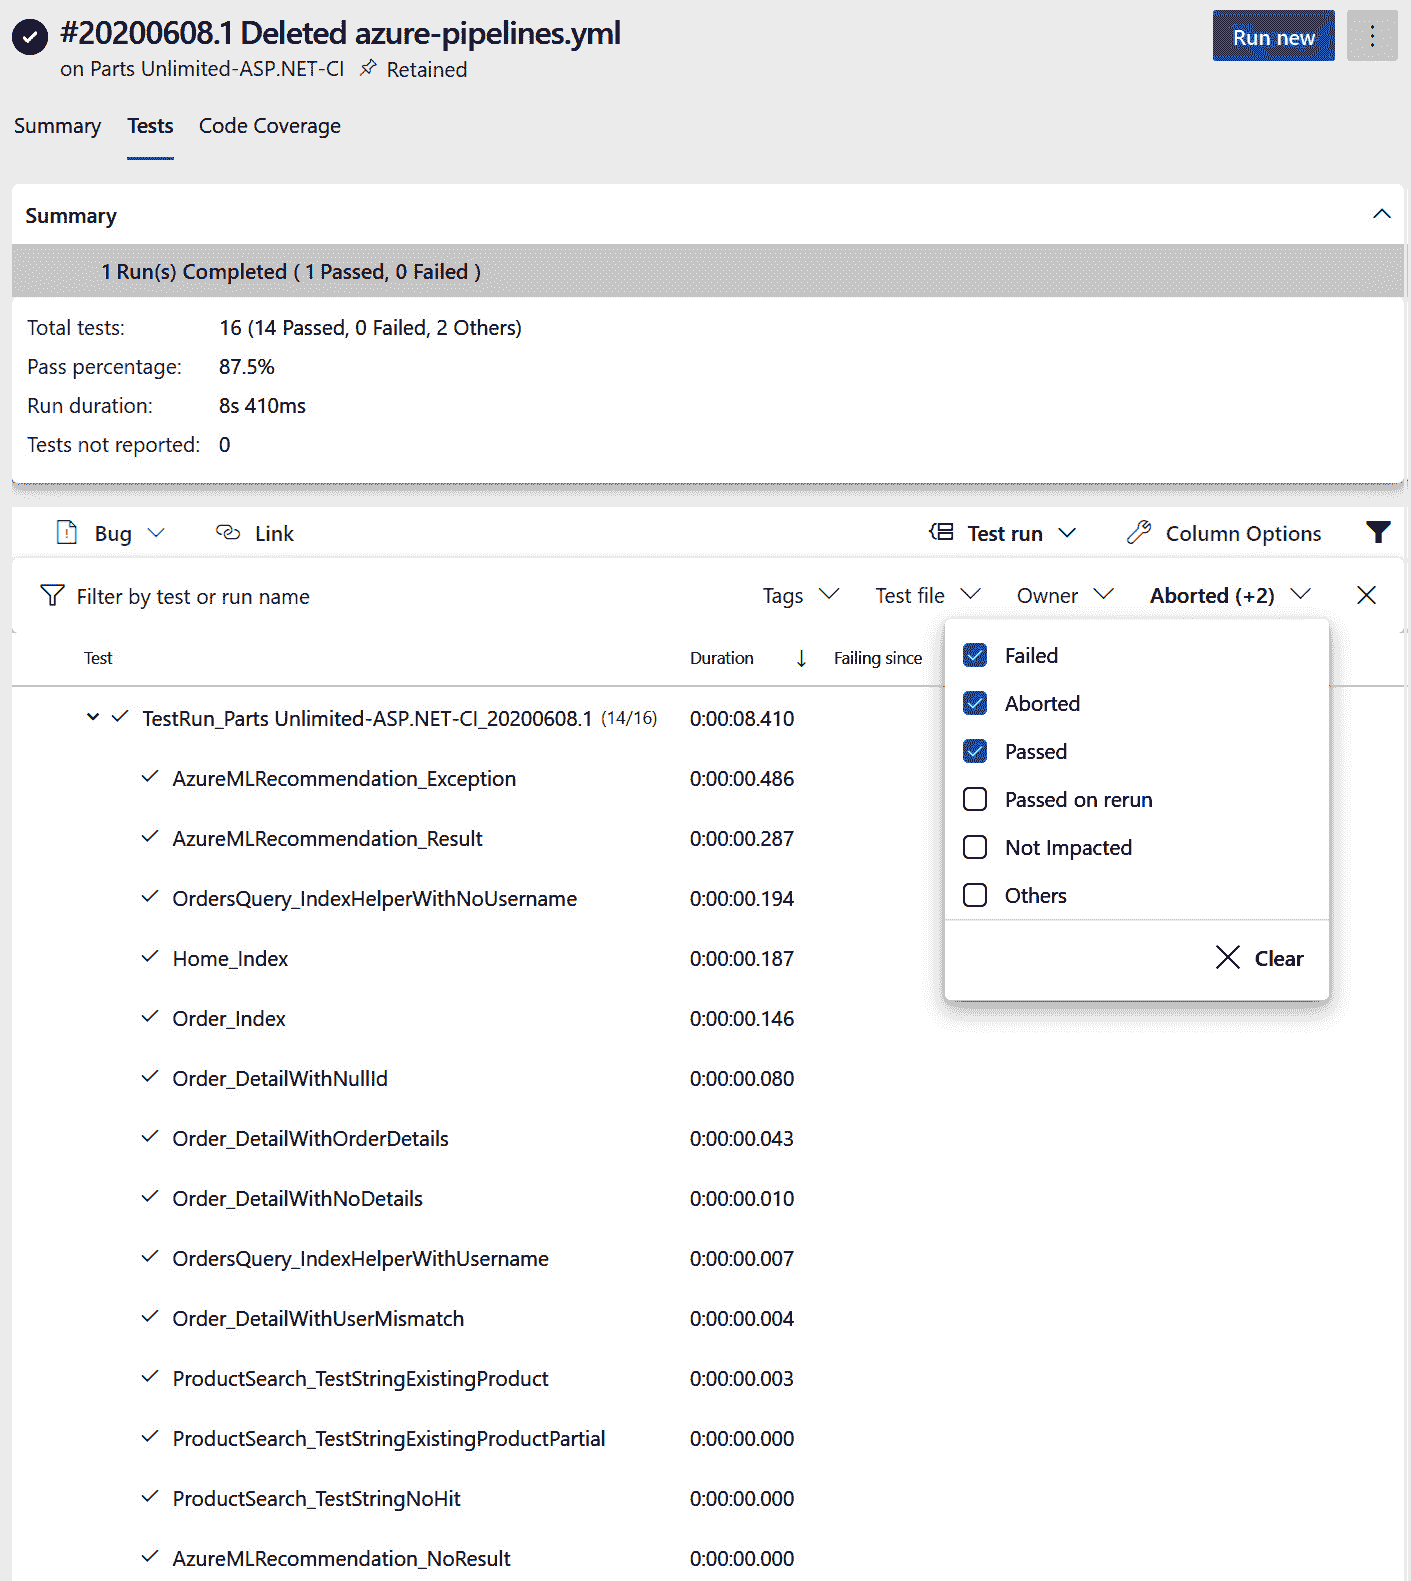 #20200608.1 Deleted azure-pipelines.yml
Run new
on Parts Unlimited-ASP.NET-CI Retained
Summary Tests Code Coverage
Summary
1 Run(s) Completed ( 1 Passed, 0 Failed )
Total tests: 16 (14 Passed, 0 Failed, 2 Others)
Pass percentage: 87.5%
Run duration: 8s 410ms
Tests not reported: 0
Bug Link Test run Column Options
Filter by test or run name Tags Test file Owner Aborted (+2)
Test Duration Failing since
TestRun_Parts Unlimited-ASP.NET-CI_20200608.1 (14/16) 0:00:08.410
AzureMLRecommendation_Exception 0:00:00.486
AzureMLRecommendation_Result 0:00:00.287
OrdersQuery_IndexHelperWithNoUsername 0:00:00.194
Home_Index 0:00:00.187
Order_Index 0:00:00.146
Order_DetailWithNullId 0:00:00.080
Order_DetailWithOrderDetails 0:00:00.043
Order_DetailWithNoDetails 0:00:00.010
OrdersQuery_IndexHelperWithUsername 0:00:00.007
Order_DetailWithUserMismatch 0:00:00.004
ProductSearch_TestStringExistingProduct 0:00:00.003
ProductSearch_TestStringExistingProductPartial 0:00:00.000
ProductSearch_TestStringNoHit 0:00:00.000
AzureMLRecommendation_NoResult 0:00:00.000
Failed
Aborted
Passed
Passed on rerun
Not Impacted
Others
Clear